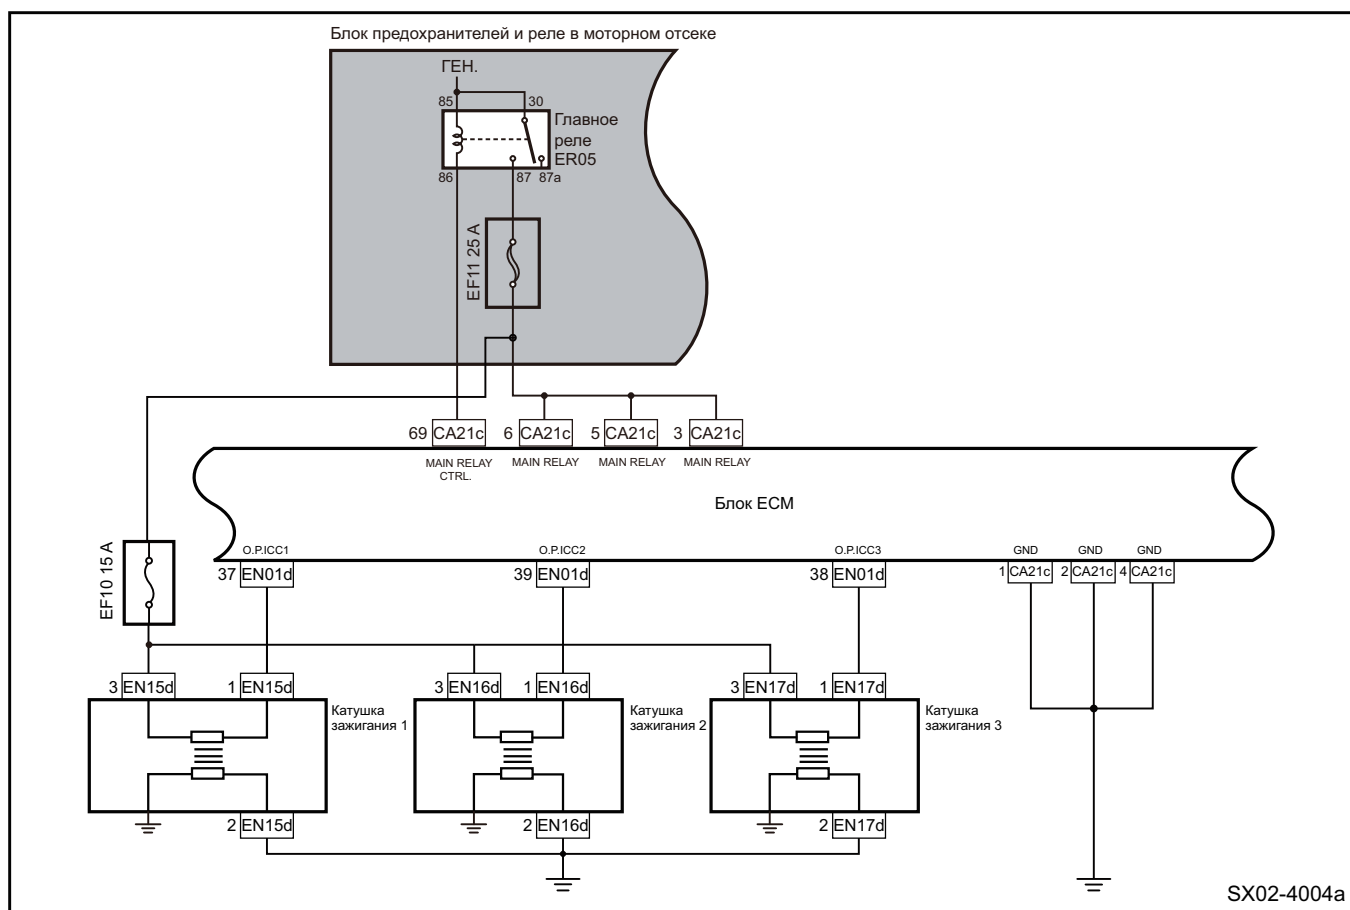 Блок предохранителей и реле в моторном отсеке
ГЕН.
85
30
Главное
реле
ER05
86
87
87a
EF11 25 A
69 CA21c
6 CA21c
5 CA21c
3 CA21c
MAIN RELAY
CTRL.
MAIN RELAY
MAIN RELAY
MAIN RELAY
Блок ECM
EF10 15 A
O.P.ICC1
O.P.ICC2
O.P.ICC3
GND
GND
GND
37 EN01d
39 EN01d
38 EN01d
1 CA21c
2 CA21c
4 CA21c
3 EN15d
1 EN15d
3 EN16d
1 EN16d
3 EN17d
1 EN17d
Катушка
зажигания 1
Катушка
зажигания 2
Катушка
зажигания 3
2 EN15d
2 EN16d
2 EN17d
SX02-4004a